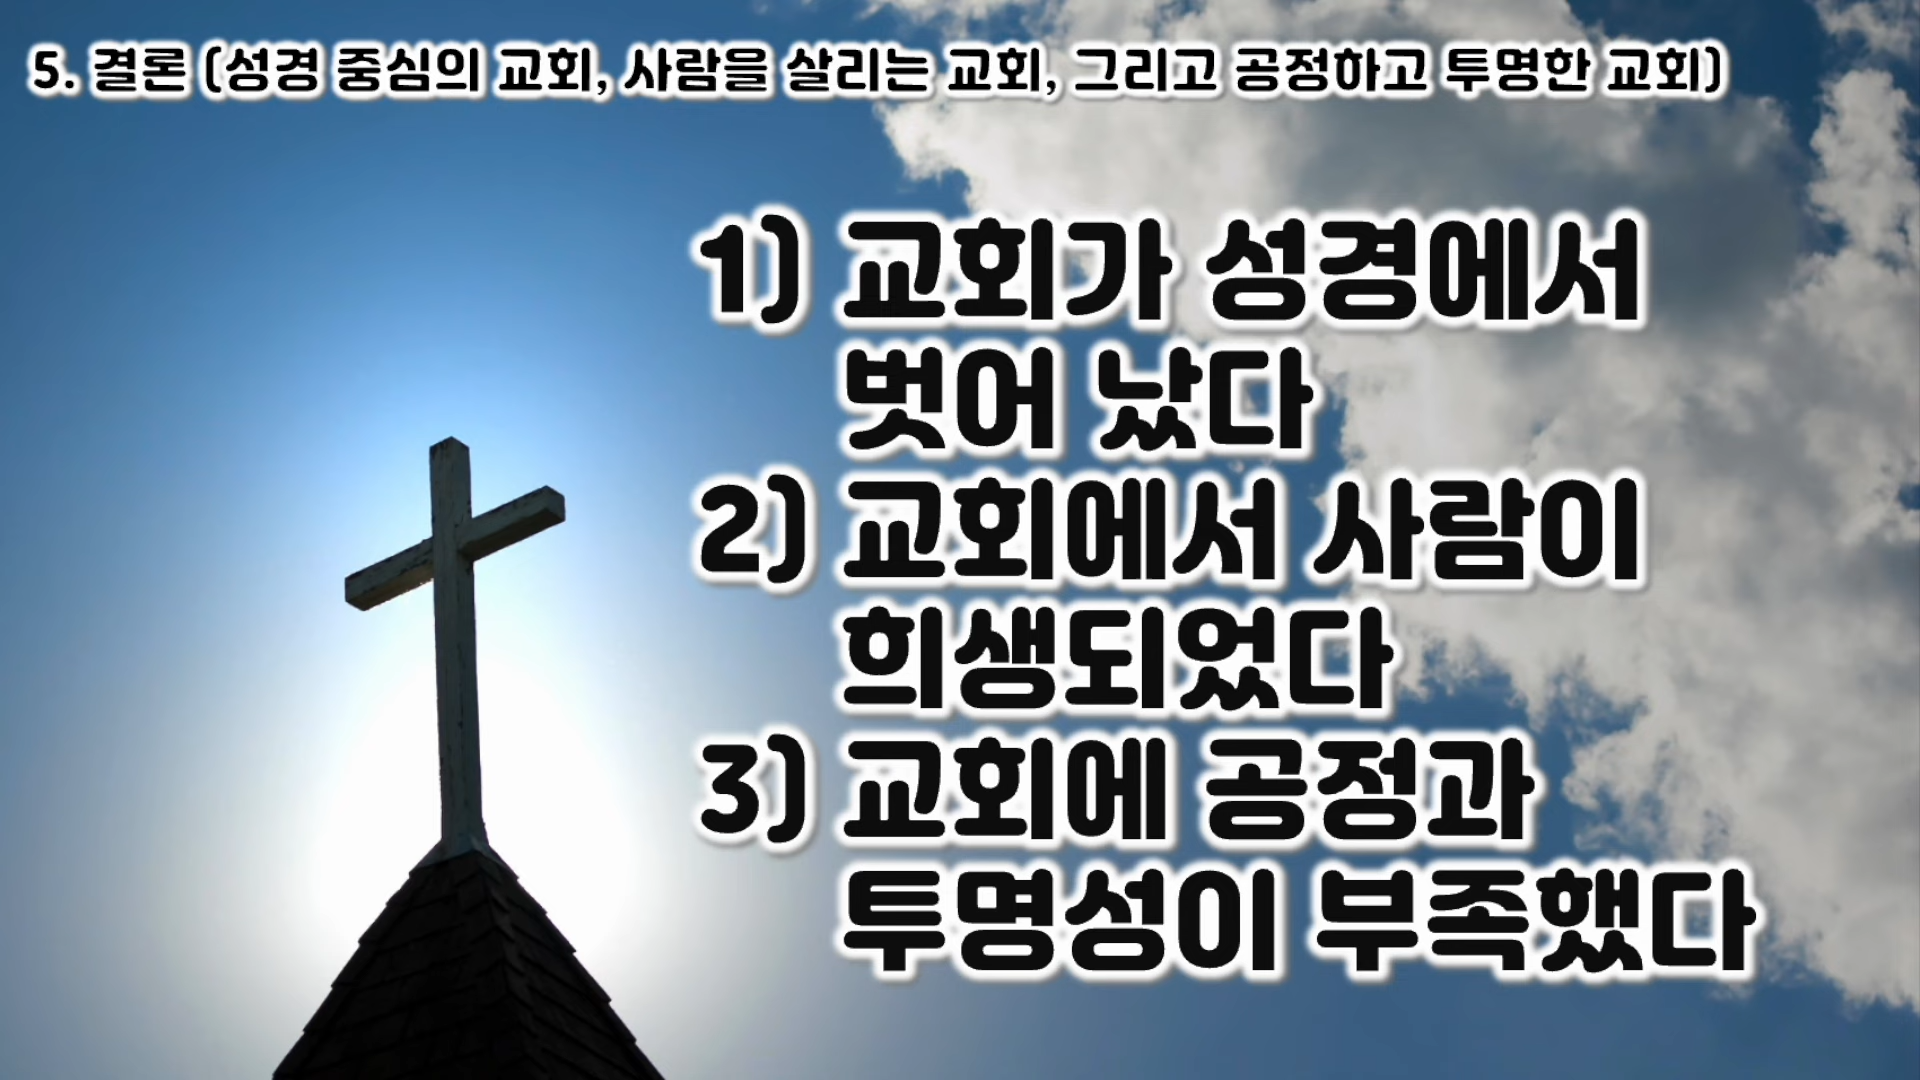 5. 결론 (성경 중심의 교회, 사람을 살리는 교회, 그리고 공정하고 투명한 교회)
1) 교회가 성경에서
벗어 났다
2) 교회에서 사람이
희생되었다
3) 교회에 공정과
투명성이 부족했다